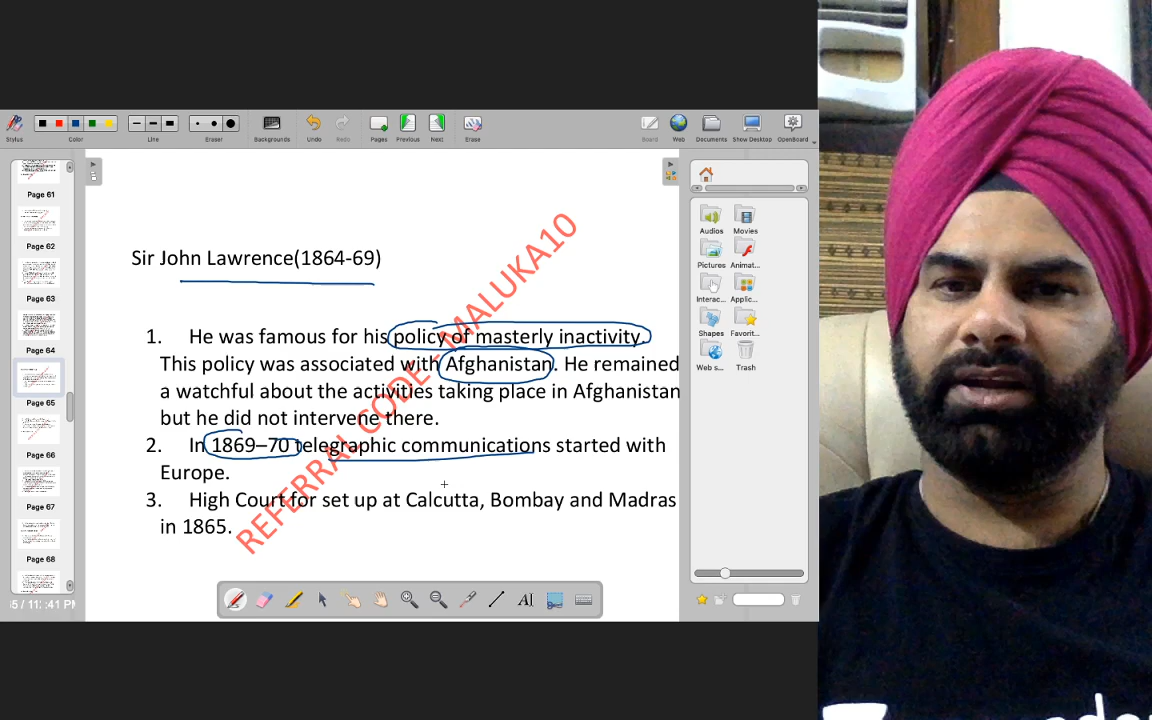 Stylus
Color
Line
Eraser
Backgrounds
Undo
Redo
Pages
Previous
Next
Erase
Board
Web
Documents
Show Desktop
OpenBoard
Page 61
Page 62
Page 63
Page 64
Page 65
Page 66
Page 67
Page 68
Sir John Lawrence(1864-69)
1. He was famous for his policy of masterly inactivity.
This policy was associated with Afghanistan. He remained
a watchful about the activities taking place in Afghanistan
but he did not intervene there.
2. In 1869–70 telegraphic communications started with
Europe.
3. High Court for set up at Calcutta, Bombay and Madras
in 1865.
REFERRAL CODE - MALUKA10
Audios
Movies
Pictures
Animat...
Interac...
Applic...
Shapes
Favorit...
Web s...
Trash